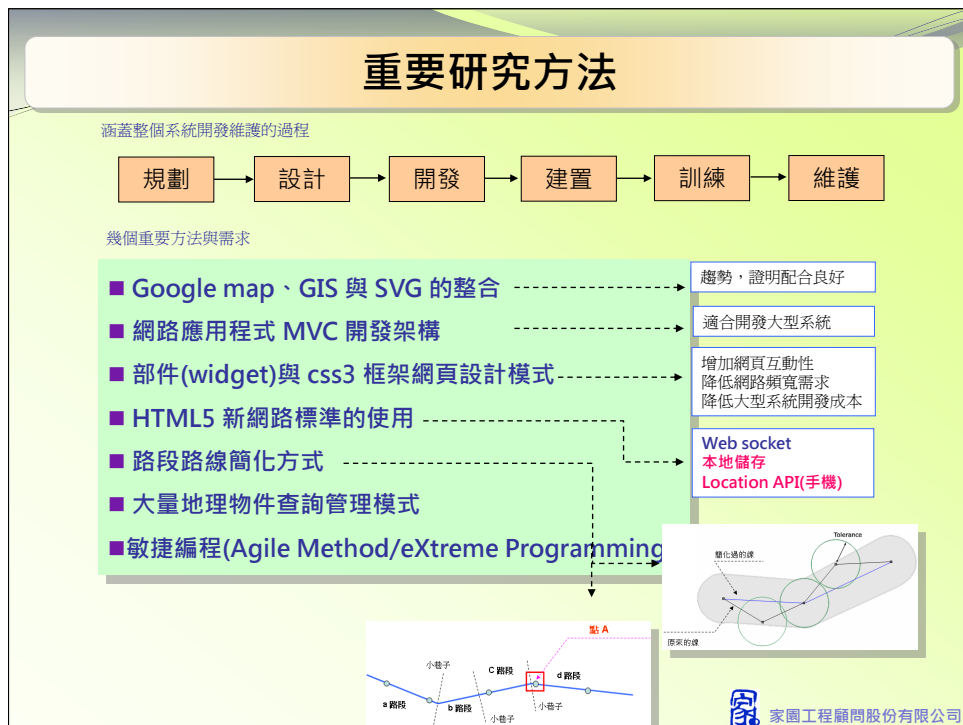 重要研究方法
涵蓋整個系統開發維護的過程
規劃 設計 開發 建置 訓練 維護
幾個重要方法與需求
■ Google map、GIS 與 SVG 的整合
趨勢，證明配合良好
■ 網路應用程式 MVC 開發架構
適合開發大型系統
■ 部件(widget)與 css3 框架網頁設計模式
增加網頁互動性
降低網路頻寬需求
降低大型系統開發成本
■ HTML5 新網路標準的使用
Web socket
本地儲存
Location API(手機)
■ 路段路線簡化方式
■ 大量地理物件查詢管理模式
■敏捷編程(Agile Method/eXtreme Programming
Tolerance
簡化過的線
原來的線
點 A
小巷子
C 路段
d 路段
a 路段
b 路段
小巷子
小巷子
家園工程顧問股份有限公司